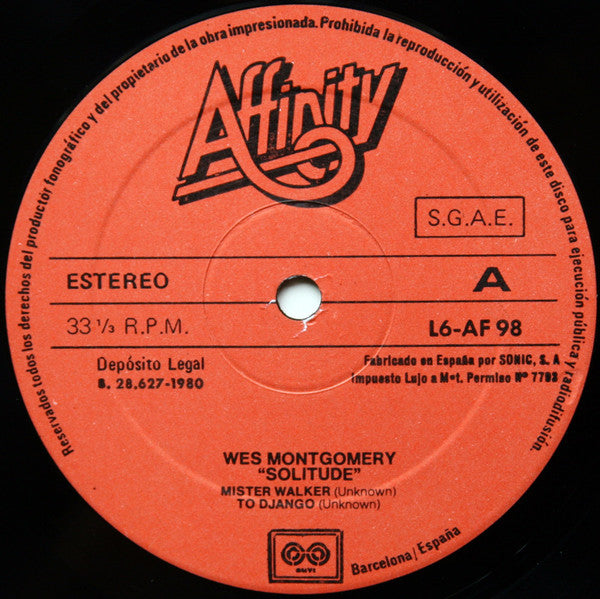 Reservados todos los derechos del productor fonográfico y del propietario de la obra impresionada. Prohibida la reproducción y utilización de este disco para ejecución pública y radiodifusión.
Affinity
S.G.A.E.
ESTEREO
A
33 1/3 R.P.M.
L6-AF 98
Depósito Legal
B. 28,627-1980
Fabricado en España por SONIC, S. A
Impuesto Lujo a Met. Permiso Nº 7793
WES MONTGOMERY
"SOLITUDE"
MISTER WALKER (Unknown)
TO DJANGO (Unknown)
Barcelona/España